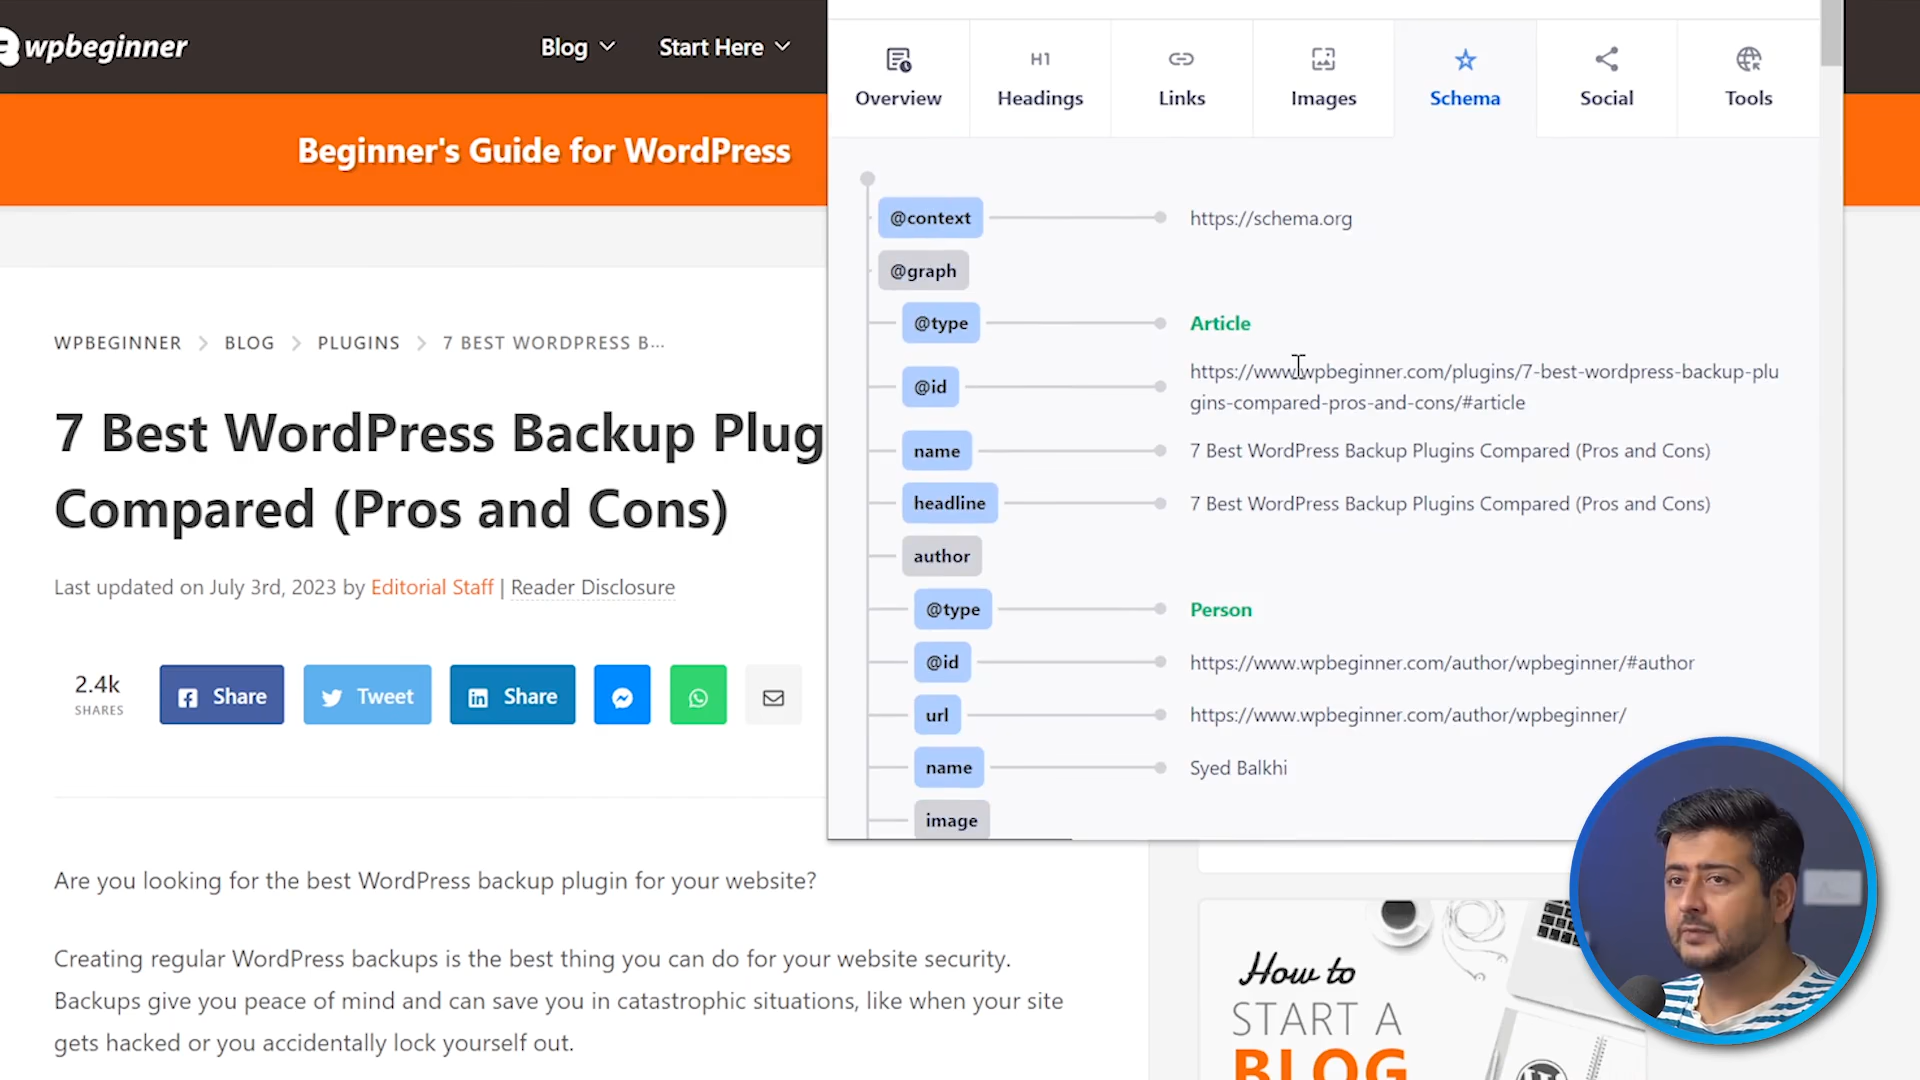 wpbeginner
Blog
Start Here
Beginner's Guide for WordPress
WPBEGINNER
BLOG
PLUGINS
7 BEST WORDPRESS B...
7 Best WordPress Backup Plug
Compared (Pros and Cons)
Last updated on July 3rd, 2023 by Editorial Staff | Reader Disclosure
2.4k
SHARES
Share
Tweet
Share
Are you looking for the best WordPress backup plugin for your website?
Creating regular WordPress backups is the best thing you can do for your website security.
Backups give you peace of mind and can save you in catastrophic situations, like when your site
gets hacked or you accidentally lock yourself out.
Overview
H1
Headings
Links
Images
Schema
Social
Tools
@context
https://schema.org
@graph
@type
Article
@id
https://www.wpbeginner.com/plugins/7-best-wordpress-backup-plu
gins-compared-pros-and-cons/#article
name
7 Best WordPress Backup Plugins Compared (Pros and Cons)
headline
7 Best WordPress Backup Plugins Compared (Pros and Cons)
author
@type
Person
@id
https://www.wpbeginner.com/author/wpbeginner/#author
url
https://www.wpbeginner.com/author/wpbeginner/
name
Syed Balkhi
image
How to
START A
BLOG